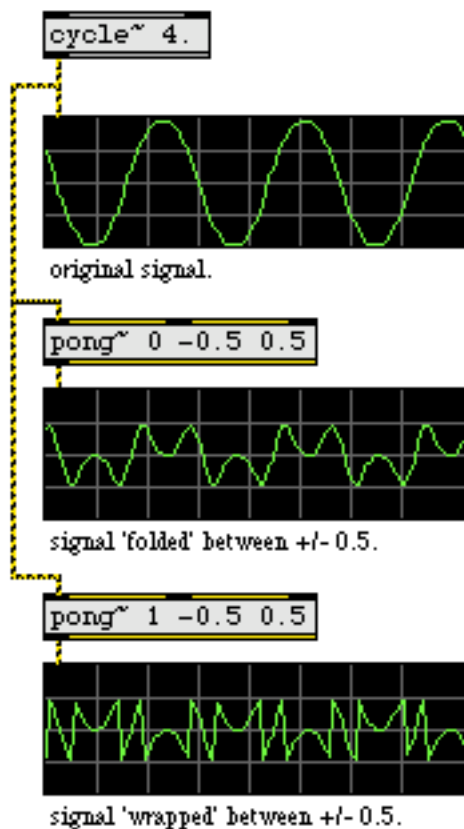 cycle~ 4.
original signal.
pong~ 0 -0.5 0.5
signal 'folded' between +/- 0.5.
pong~ 1 -0.5 0.5
signal 'wrapped' between +/- 0.5.